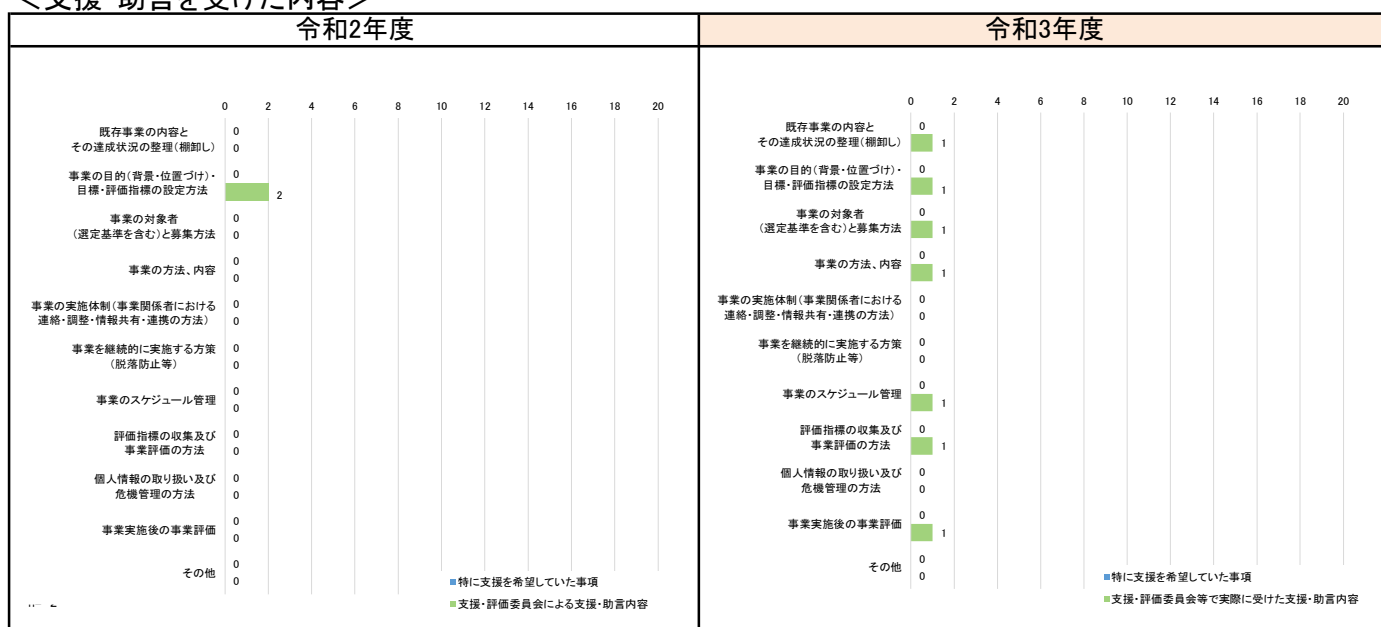 ＜支援・助言を受けた内容＞
令和2年度
0 2 4 6 8 10 12 14 16 18 20
既存事業の内容と
その達成状況の整理(棚卸し)
0
0
事業の目的(背景・位置づけ)・
目標・評価指標の設定方法
0
2
事業の対象者
(選定基準を含む)と募集方法
0
0
事業の方法、内容
0
0
事業の実施体制(事業関係者における
連絡・調整・情報共有・連携の方法)
0
0
事業を継続的に実施する方策
(脱落防止等)
0
0
事業のスケジュール管理
0
0
評価指標の収集及び
事業評価の方法
0
0
個人情報の取り扱い及び
危機管理の方法
0
0
事業実施後の事業評価
0
0
その他
0
0
■特に支援を希望していた事項
■支援・評価委員会による支援・助言内容
令和3年度
0 2 4 6 8 10 12 14 16 18 20
既存事業の内容と
その達成状況の整理(棚卸し)
0
1
事業の目的(背景・位置づけ)・
目標・評価指標の設定方法
0
1
事業の対象者
(選定基準を含む)と募集方法
0
1
事業の方法、内容
0
1
事業の実施体制(事業関係者における
連絡・調整・情報共有・連携の方法)
0
0
事業を継続的に実施する方策
(脱落防止等)
0
0
事業のスケジュール管理
0
1
評価指標の収集及び
事業評価の方法
0
1
個人情報の取り扱い及び
危機管理の方法
0
0
事業実施後の事業評価
0
1
その他
0
0
■特に支援を希望していた事項
■支援・評価委員会等で実際に受けた支援・助言内容